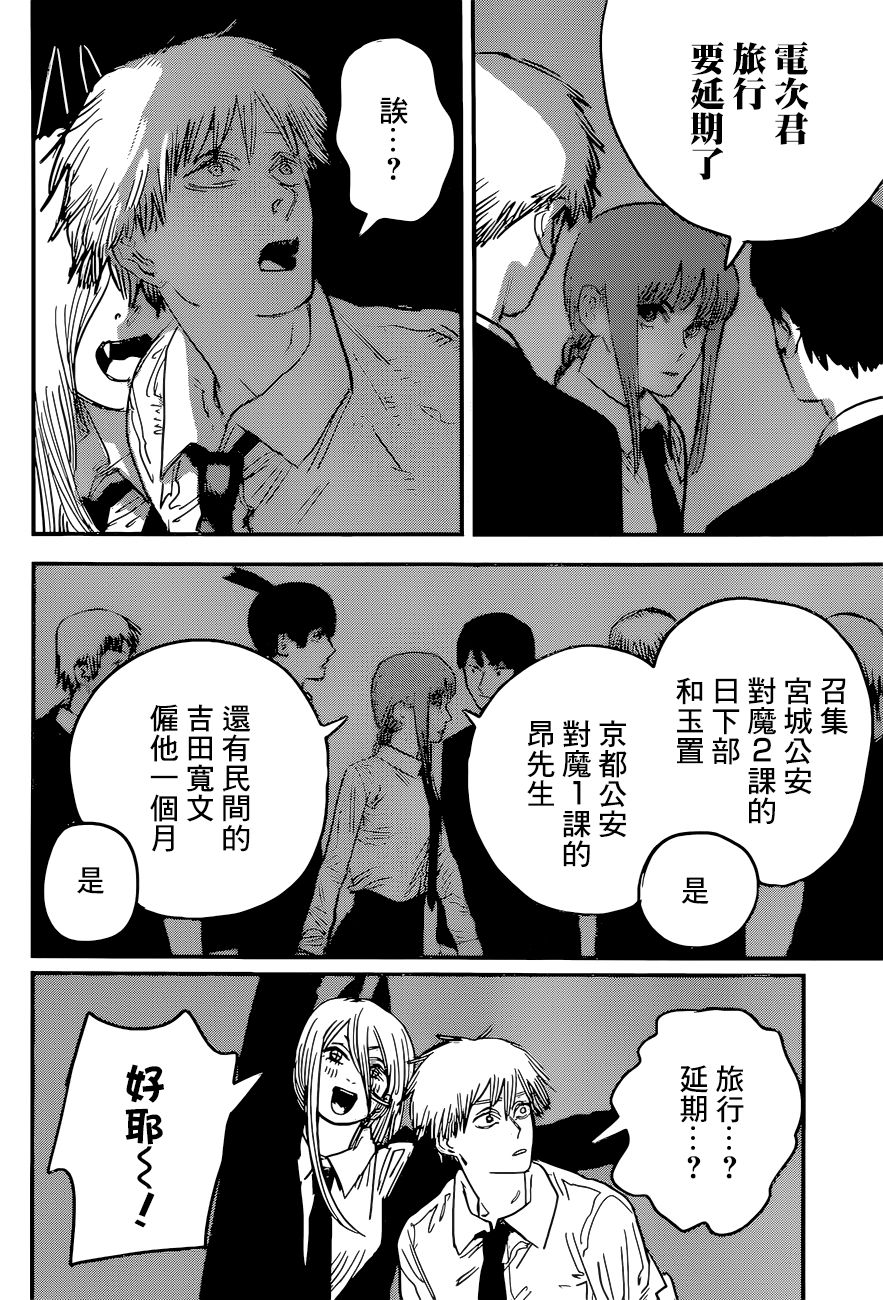 電次君
旅行
要延期了
誒…?
召集
宮城公安
對魔2課的
日下部
和玉置
是
京都公安
對魔1課的
昂先生
還有民間的
吉田寬文
僱他一個月
是
旅行…?
延期…?
好耶~!